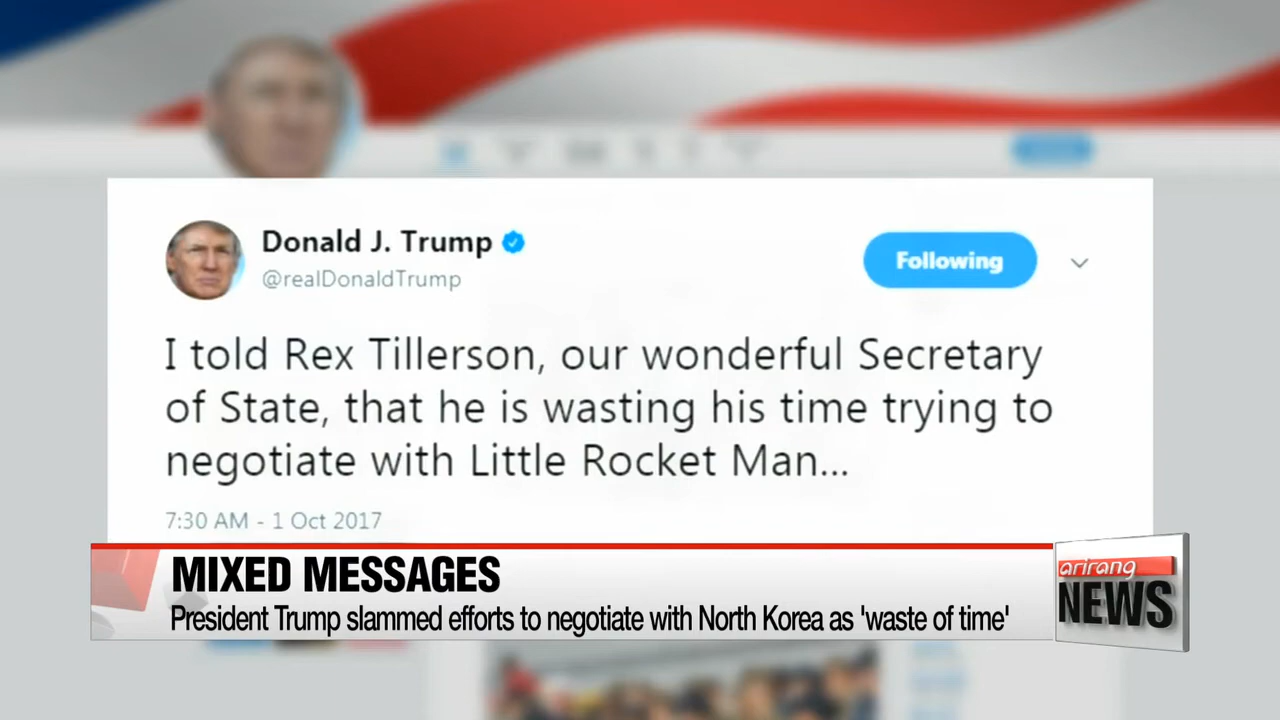 Donald J. Trump
@realDonaldTrump
Following
I told Rex Tillerson, our wonderful Secretary
of State, that he is wasting his time trying to
negotiate with Little Rocket Man...
7:30 AM - 1 Oct 2017
MIXED MESSAGES
President Trump slammed efforts to negotiate with North Korea as 'waste of time'
arirang
NEWS